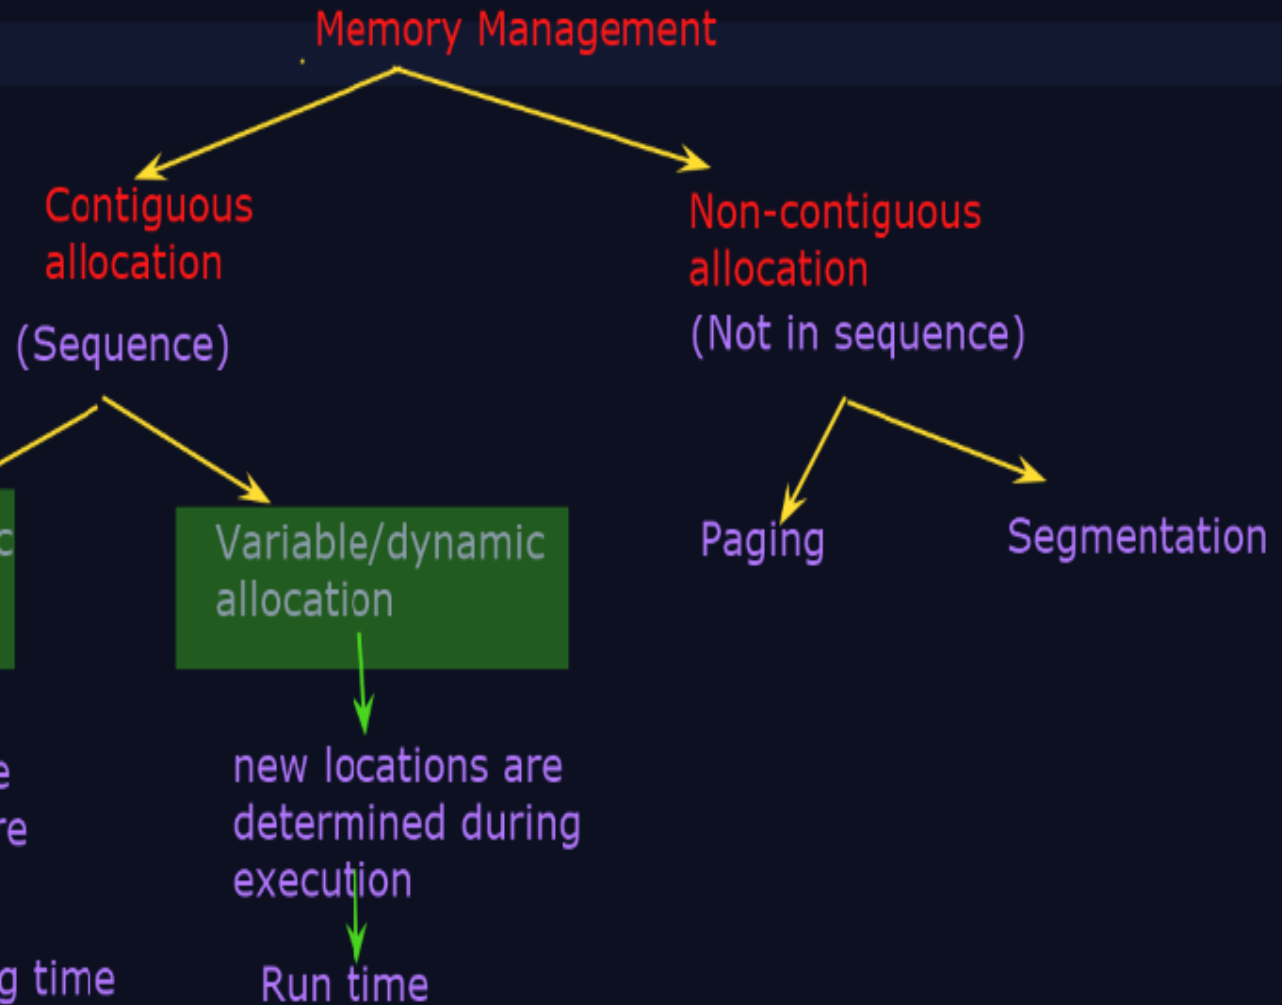 Memory Management
Contiguous
allocation
(Sequence)
Non-contiguous
allocation
(Not in sequence)
Variable/dynamic
allocation
Paging
Segmentation
new locations are
determined during
execution
time
Run time